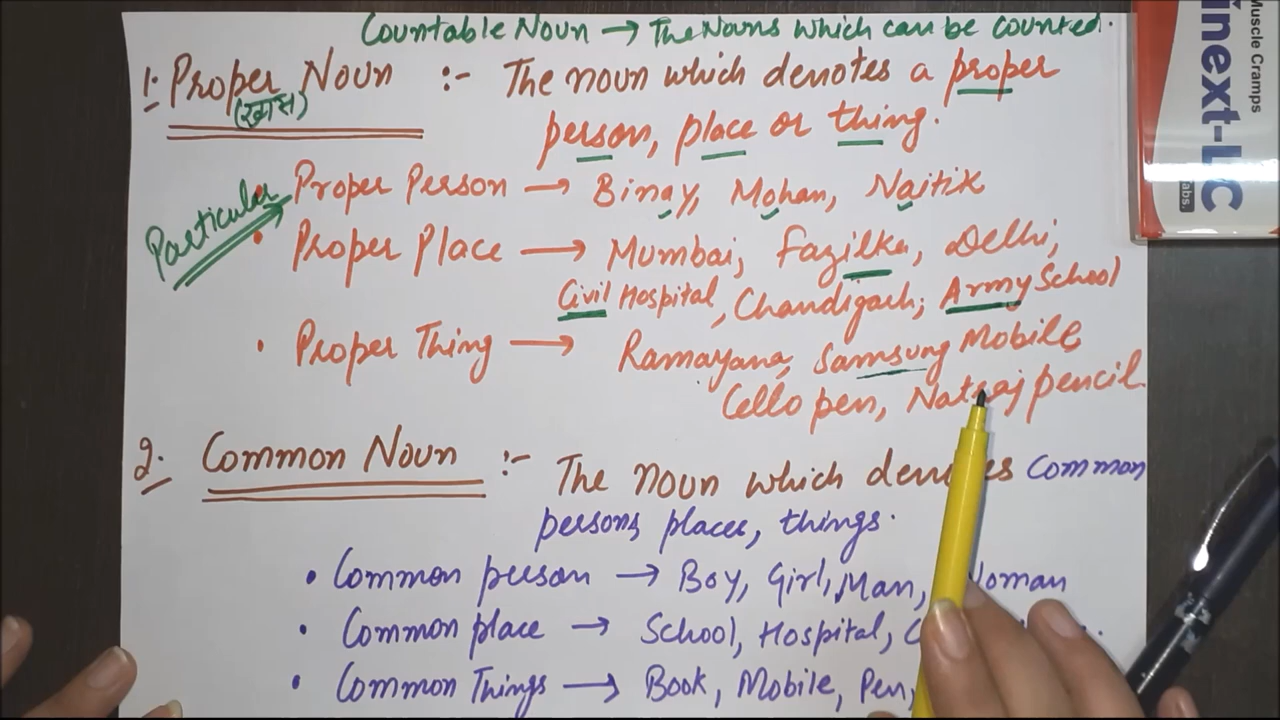 Countable Noun → The Nouns which can be counted.
1:- Proper Noun :- The noun which denotes a proper
(खास)
person, place or thing.
Particular
Proper Person → Binay, Mohan, Naitik
• Proper Place → Mumbai, Fazilka, Delhi,
Civil Hospital, Chandigarh, Army School
• Proper Thing → Ramayana, Samsung Mobile,
Cello pen, Natraj pencil
2. Common Noun :- The noun which denotes common
persons, places, things.
• Common person → Boy, Girl, Man, Woman
• Common place → School, Hospital,
• Common Things → Book, Mobile, Pen,
Muscle Cramps
inext-LC
Tabs.